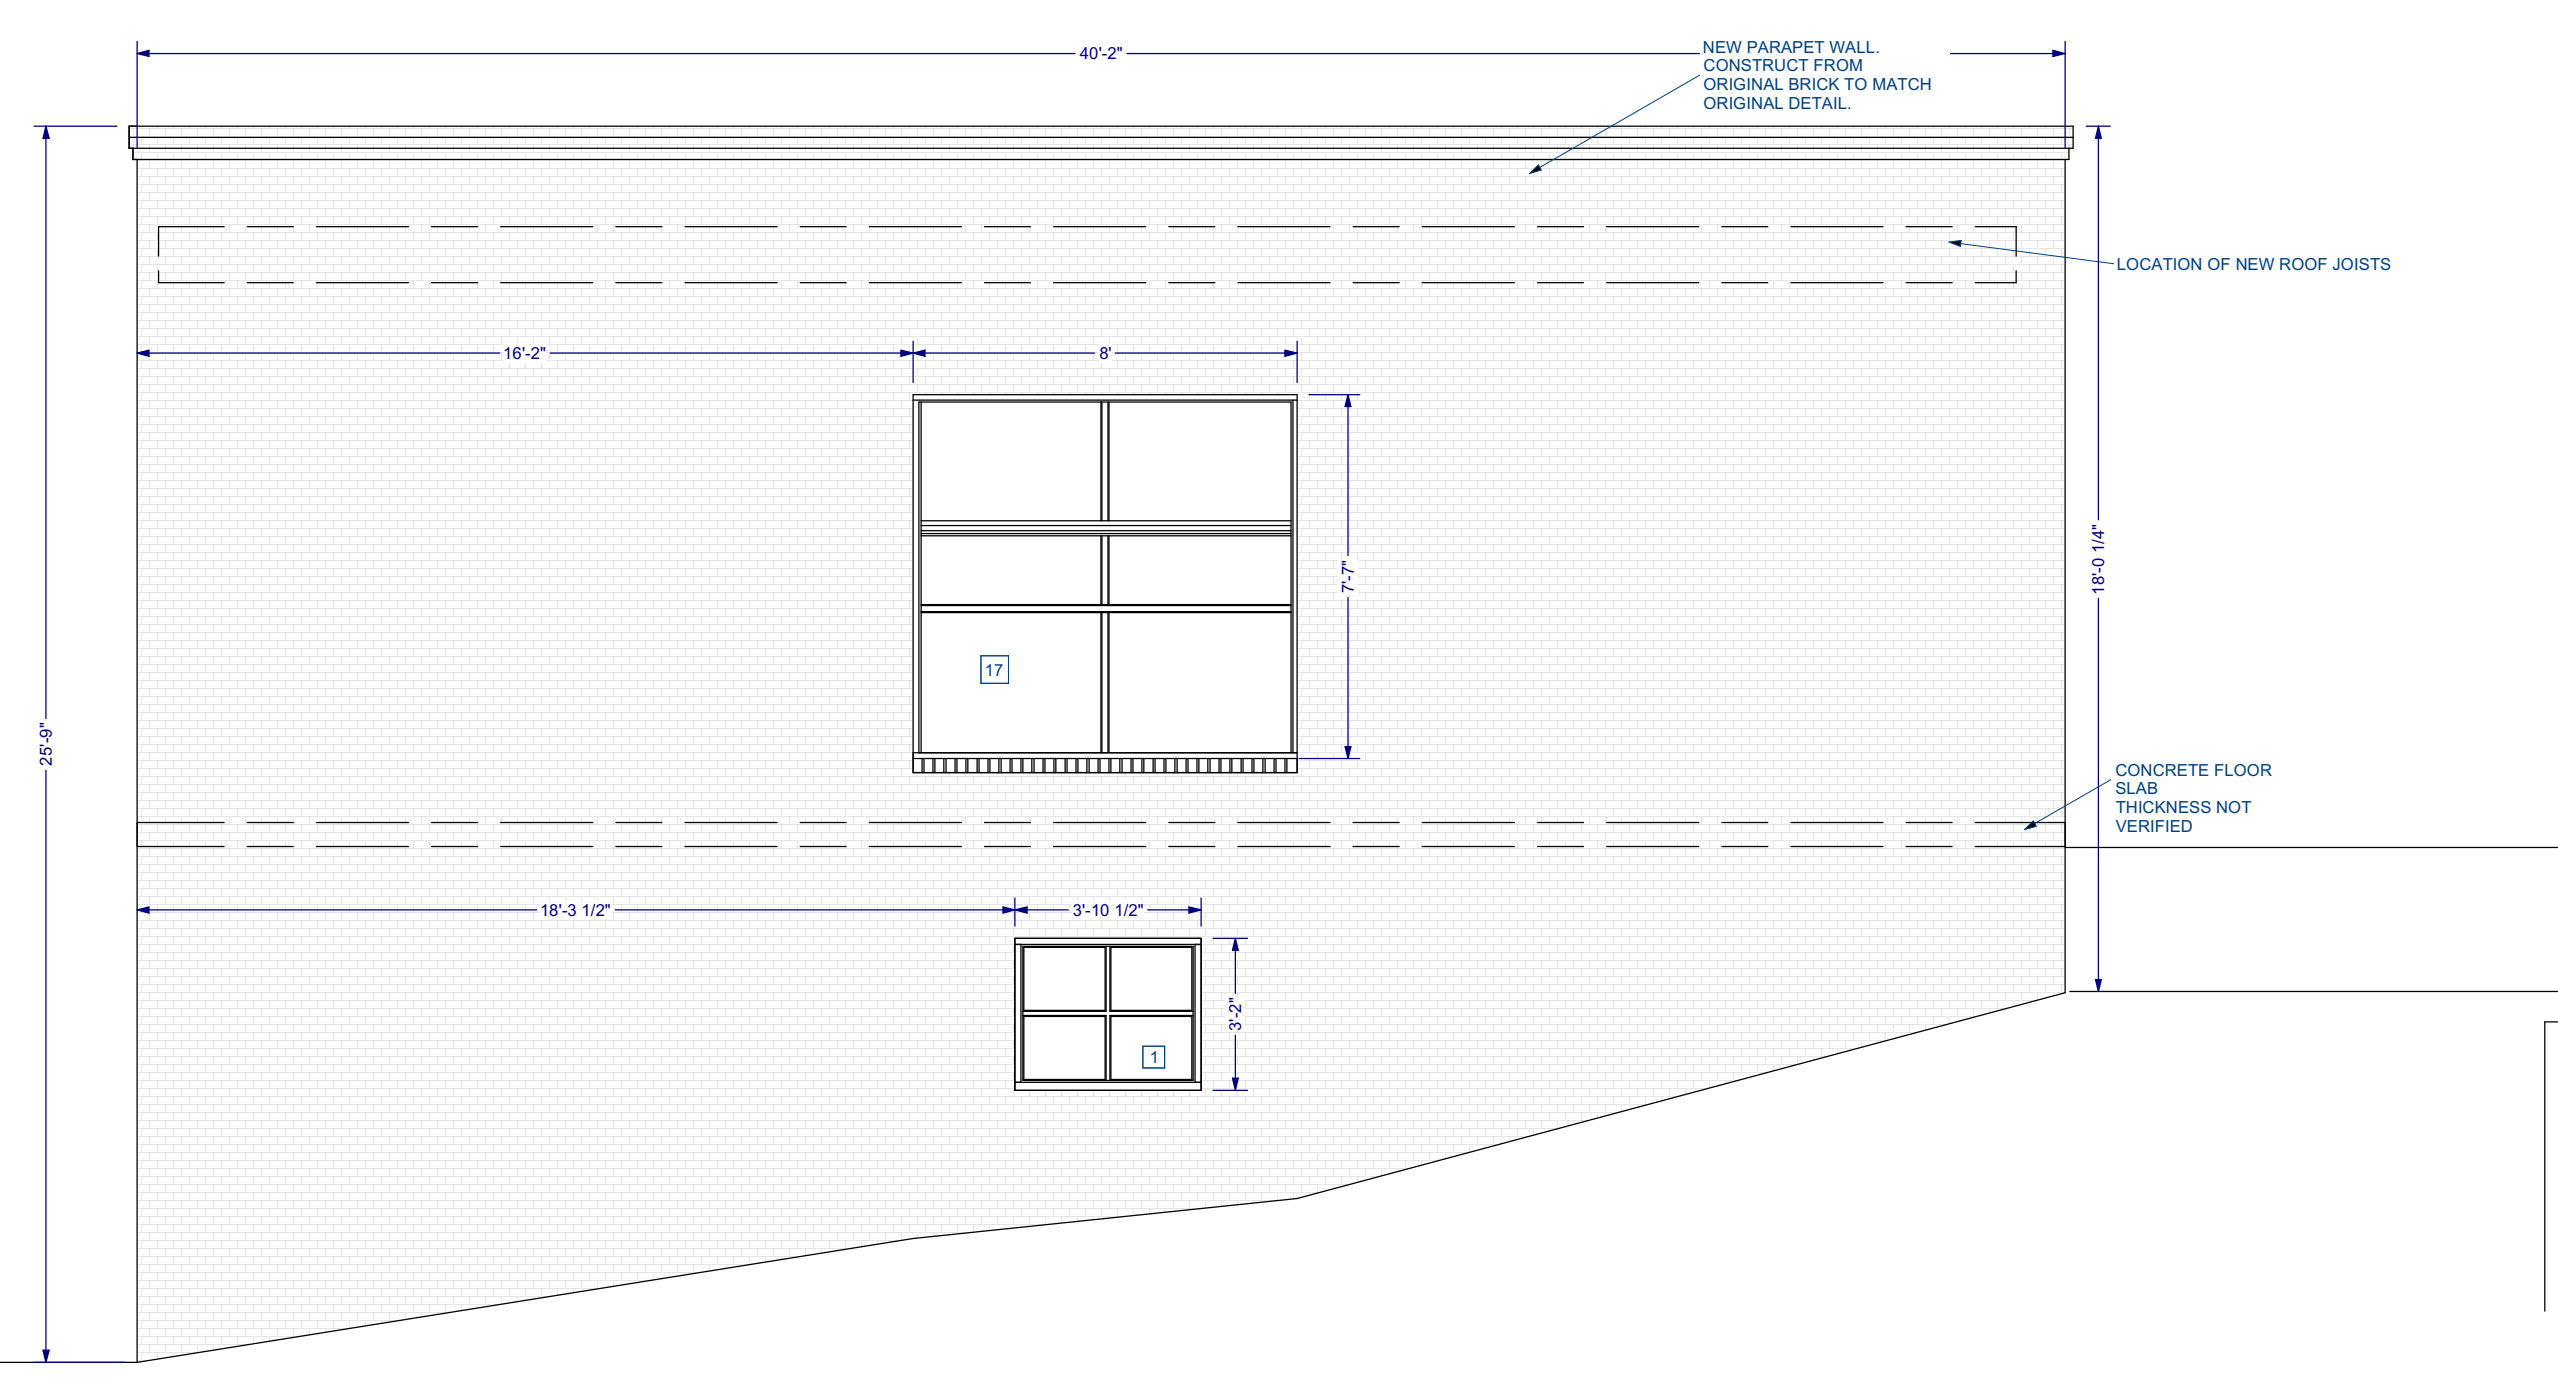 40'-2"
NEW PARAPET WALL.
CONSTRUCT FROM
ORIGINAL BRICK TO MATCH
ORIGINAL DETAIL.
LOCATION OF NEW ROOF JOISTS
16'-2"
8'
7'-7"
18'-0 1/4"
17
25'-9"
CONCRETE FLOOR
SLAB
THICKNESS NOT
VERIFIED
18'-3 1/2"
3'-10 1/2"
3'-2"
1